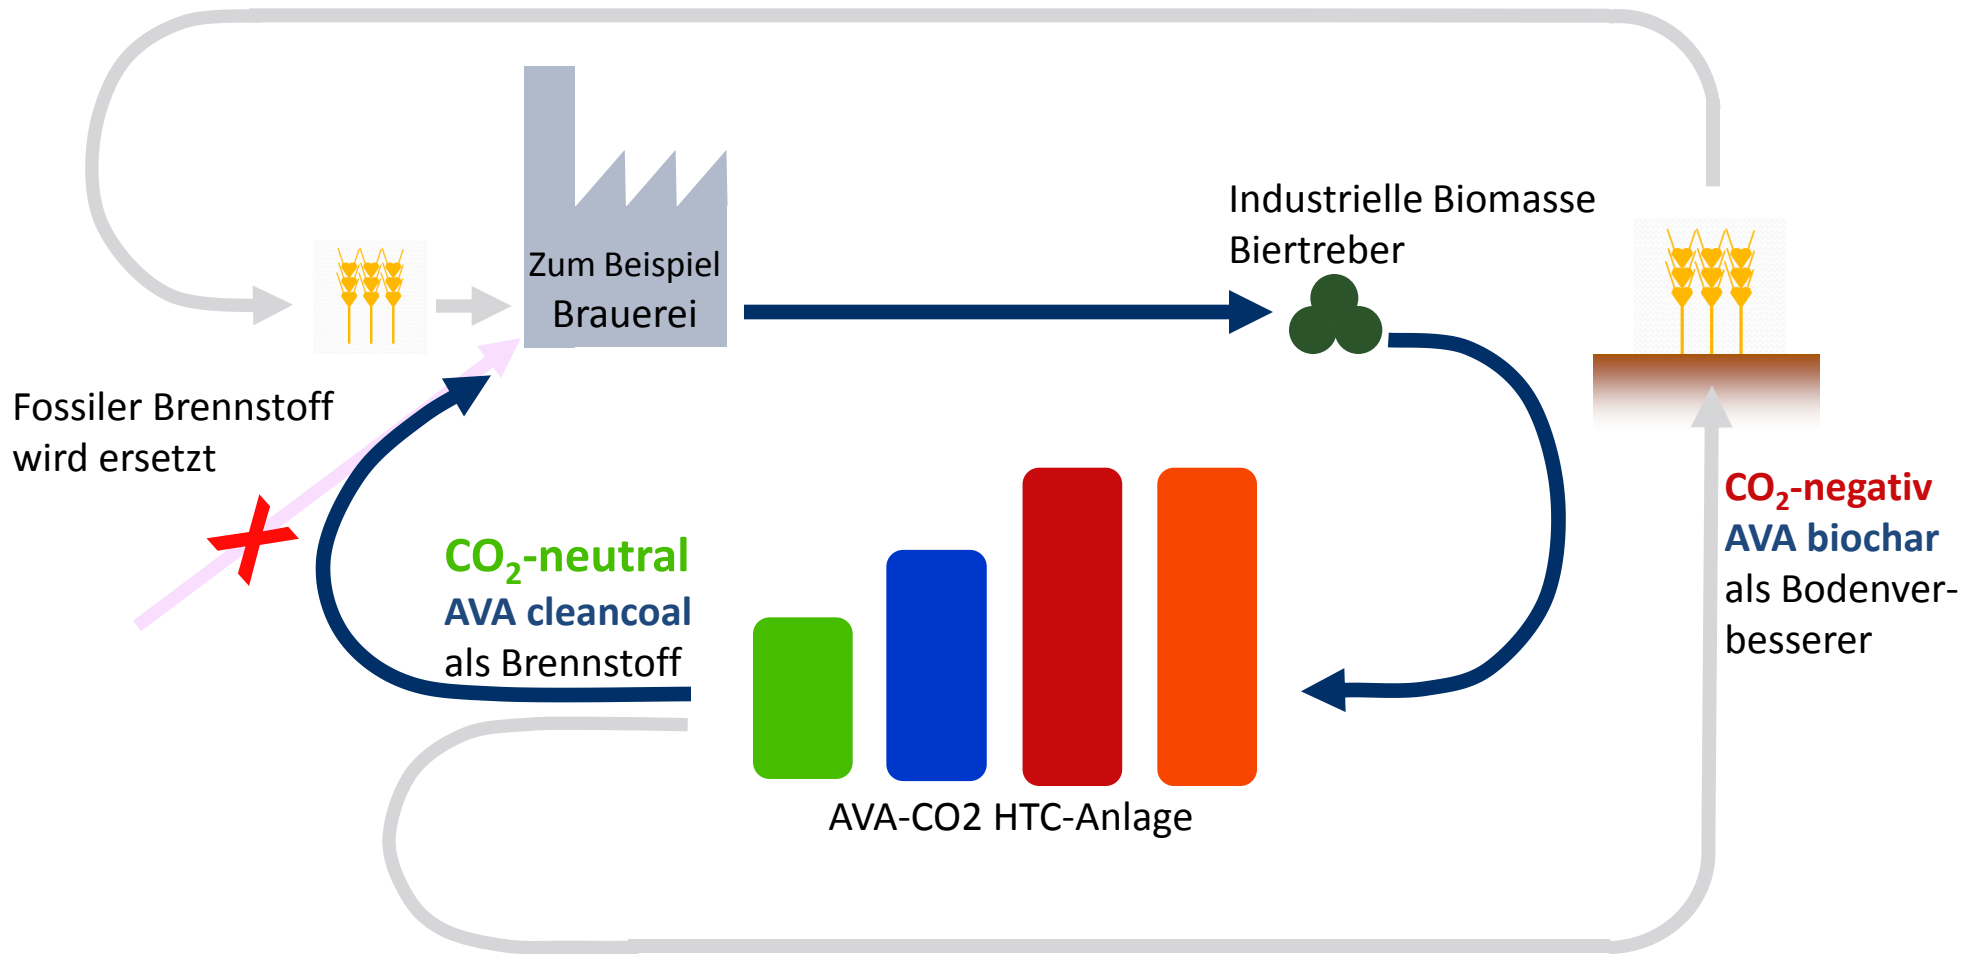 Zum Beispiel
Brauerei
Industrielle Biomasse
Biertreber
Fossiler Brennstoff
wird ersetzt
CO₂-neutral
AVA cleancoal
als Brennstoff
CO₂-negativ
AVA biochar
als Bodenver-
besserer
AVA-CO2 HTC-Anlage